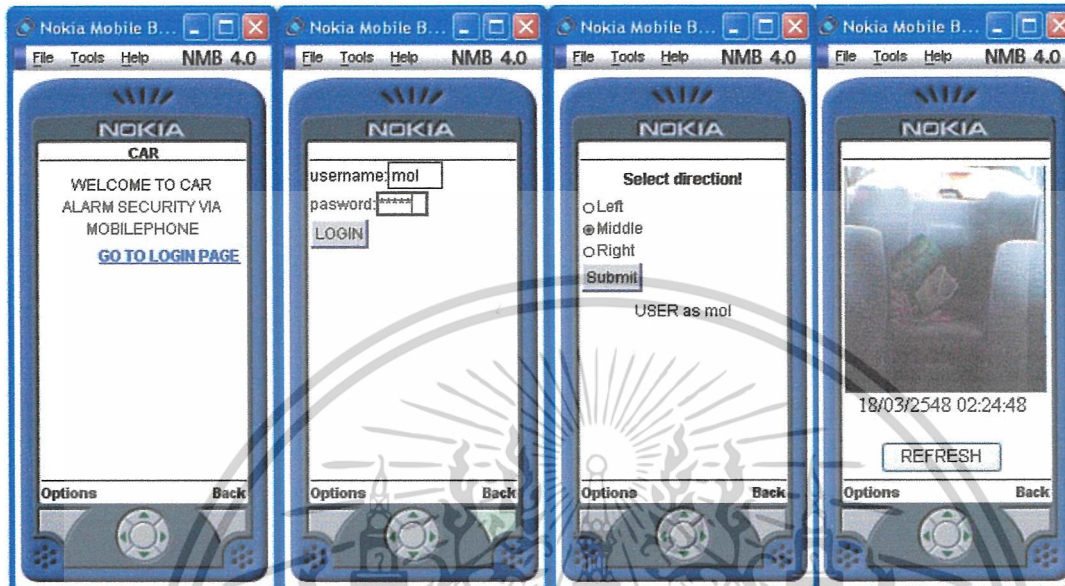 Nokia Mobile B...
File Tools Help NMB 4.0
NOKIA
CAR
WELCOME TO CAR
ALARM SECURITY VIA
MOBILEPHONE
GO TO LOGIN PAGE
Options Back
Nokia Mobile B...
File Tools Help NMB 4.0
NOKIA
username: mol
pasword: *****
LOGIN
Options Back
Nokia Mobile B...
File Tools Help NMB 4.0
NOKIA
Select direction!
Left
Middle
Right
Submit
USER as mol
Options Back
Nokia Mobile B...
File Tools Help NMB 4.0
NOKIA
18/03/2548 02:24:48
REFRESH
Options Back